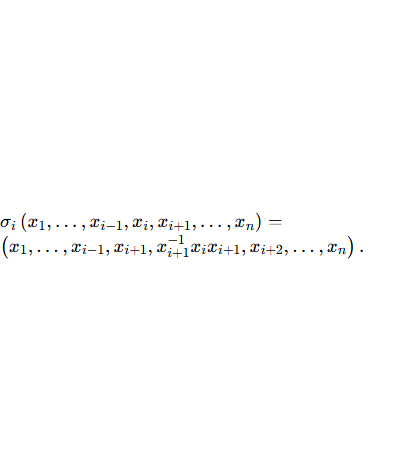 σ_i (x_1, …, x_{i−1}, x_i, x_{i+1}, …, x_n) =
(x_1, …, x_{i−1}, x_{i+1}, x_{i+1}^{−1} x_i x_{i+1}, x_{i+2}, …, x_n) .